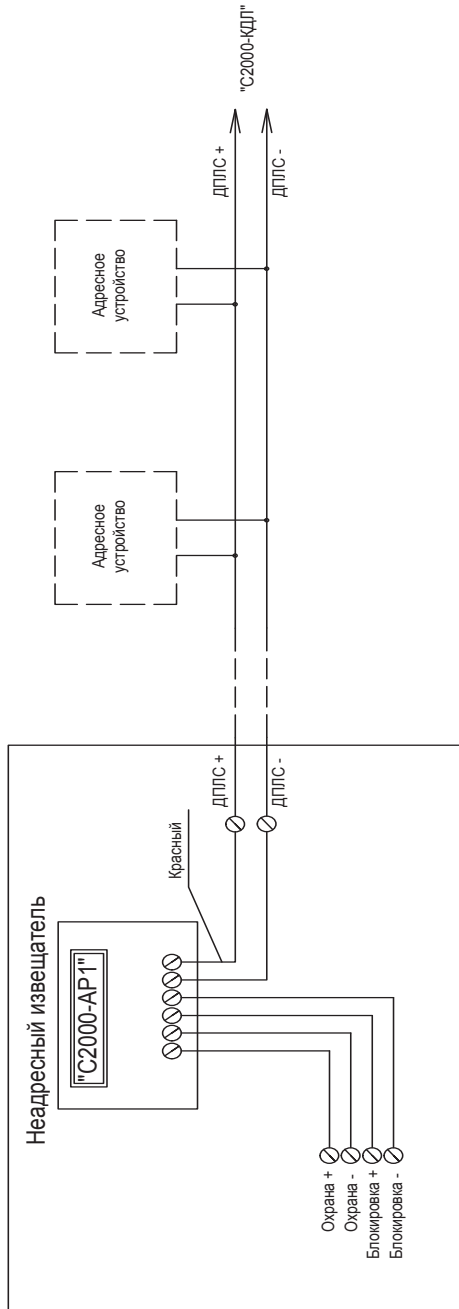 Неадресный извещатель
"С2000-АР1"
Красный
ДПЛС +
ДПЛС -
Охрана +
Охрана -
Блокировка +
Блокировка -
Адресное
устройство
Адресное
устройство
ДПЛС +
ДПЛС -
"С2000-КДЛ"